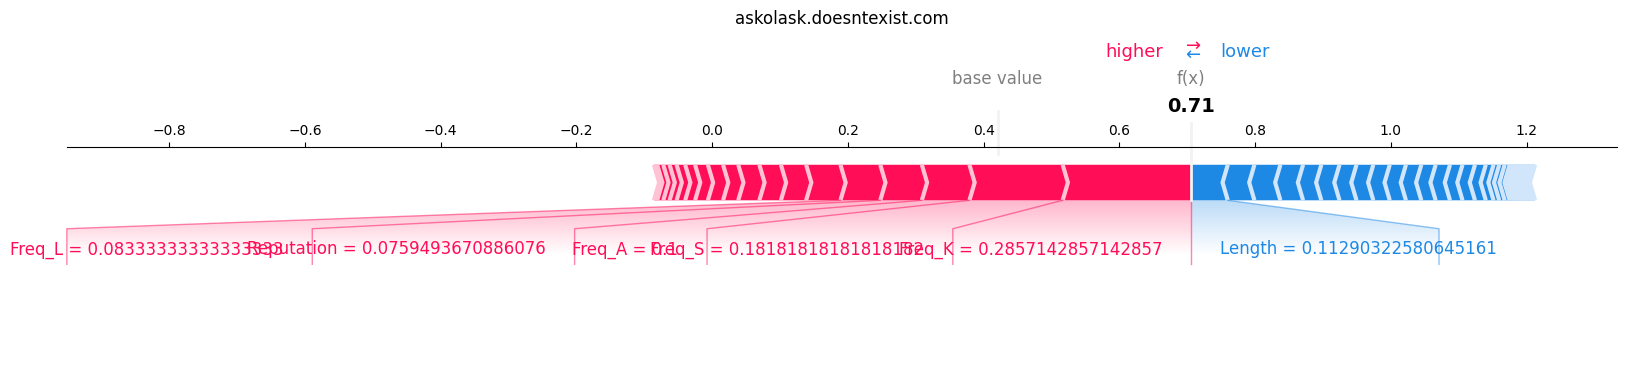 askolask.doesntexist.com
higher ⇄ lower
base value f(x)
0.71
−0.8 −0.6 −0.4 −0.2 0.0 0.2 0.4 0.6 0.8 1.0 1.2
Freq_L = 0.08333333333333333 Reputation = 0.0759493670886076 Freq_A = 0.1 Freq_S = 0.18181818181818182 Freq_K = 0.2857142857142857 Length = 0.11290322580645161